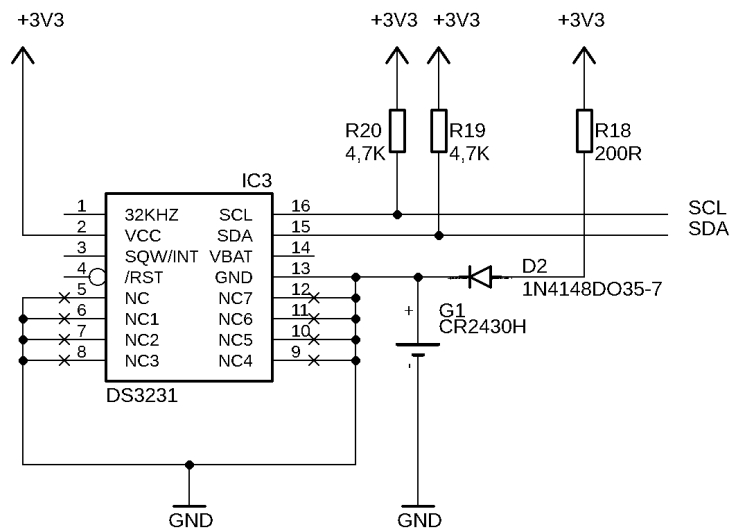 +3V3 +3V3 +3V3 +3V3
R20 R19 R18
4,7K 4,7K 200R
IC3
1 32KHZ SCL 16 SCL
2 VCC SDA 15 SDA
3 SQW/INT VBAT 14
4 /RST GND 13 D2
5 NC NC7 12 1N4148DO35-7
6 NC1 NC6 11 + G1
7 NC2 NC5 10 CR2430H
8 NC3 NC4 9 -
DS3231
GND GND